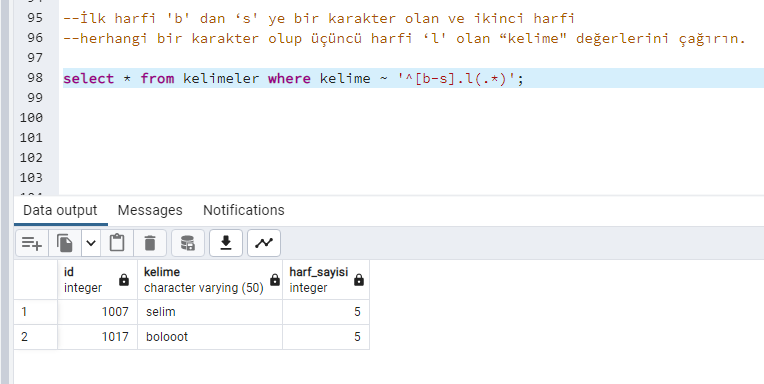 95 --İlk harfi 'b' dan ‘s' ye bir karakter olan ve ikinci harfi
96 --herhangi bir karakter olup üçüncü harfi ‘l' olan “kelime" değerlerini çağırın.
97
98 select * from kelimeler where kelime ~ '^[b-s].l(.*)';
99
100
101
102
103
Data output Messages Notifications
id kelime harf_sayisi
integer character varying (50) integer
1 1007 selim 5
2 1017 bolooot 5